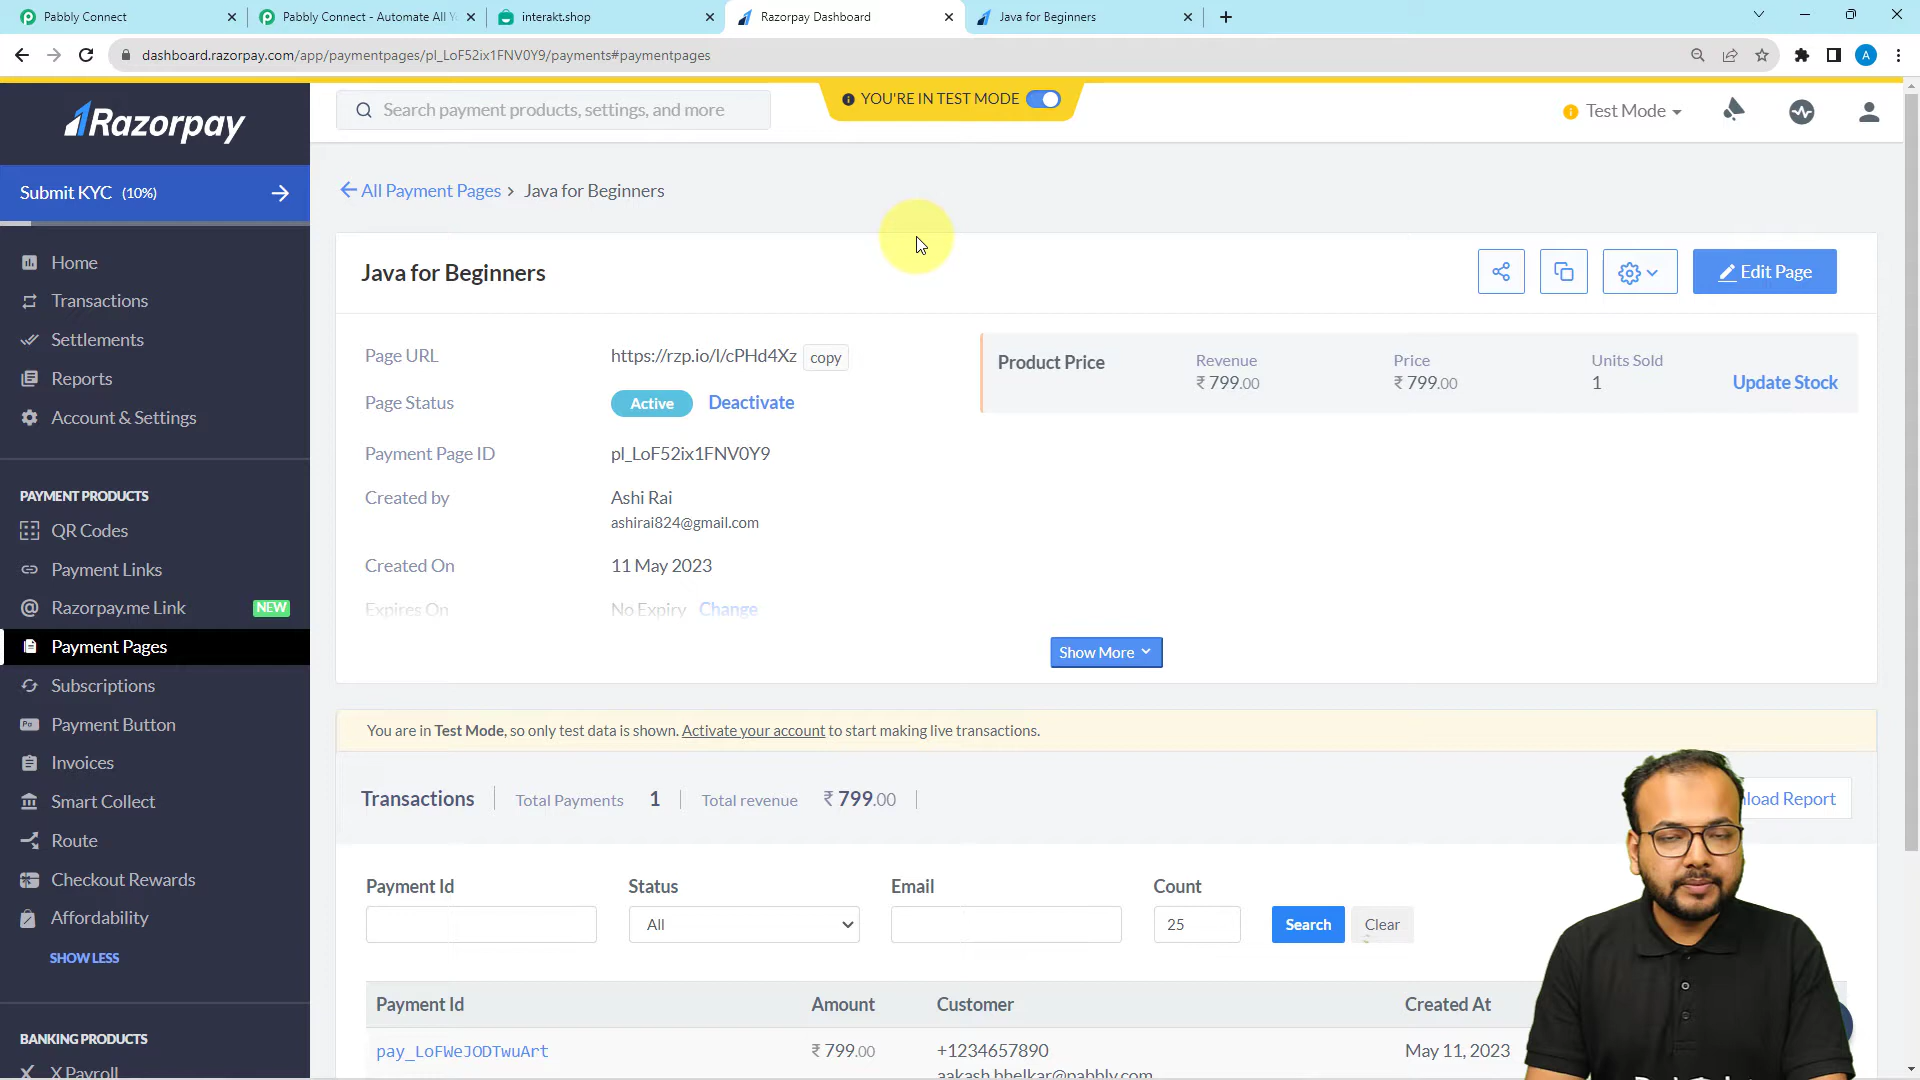 Pabbly Connect
Pabbly Connect - Automate All Y
interakt.shop
Razorpay Dashboard
Java for Beginners
dashboard.razorpay.com/app/paymentpages/pl_LoF52ix1FNV0Y9/payments#paymentpages
A
Razorpay
Search payment products, settings, and more
YOU'RE IN TEST MODE
Test Mode
Submit KYC (10%)
All Payment Pages > Java for Beginners
Home
Transactions
Settlements
Reports
Account & Settings
PAYMENT PRODUCTS
QR Codes
Payment Links
Razorpay.me Link NEW
Payment Pages
Subscriptions
Payment Button
Invoices
Smart Collect
Route
Checkout Rewards
Affordability
SHOW LESS
BANKING PRODUCTS
X Payroll
Java for Beginners
Edit Page
Page URL https://rzp.io/l/cPHd4Xz copy
Page Status Active Deactivate
Payment Page ID pl_LoF52ix1FNV0Y9
Created by Ashi Rai
ashirai824@gmail.com
Created On 11 May 2023
Expires On No Expiry Change
Product Price
Revenue
₹ 799.00
Price
₹ 799.00
Units Sold
1
Update Stock
Show More
You are in Test Mode, so only test data is shown. Activate your account to start making live transactions.
Transactions Total Payments 1 Total revenue ₹ 799.00
load Report
Payment Id Status Email Count
All 25 Search Clear
Payment Id Amount Customer Created At
pay_LoFWeJODTwuArt ₹ 799.00 +1234657890 May 11, 2023
aakash.bhelkar@pabbly.com